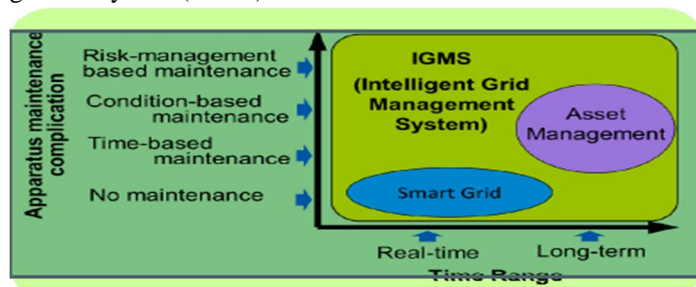 Apparatus maintenance
complication
Risk-management
based maintenance
Condition-based
maintenance
Time-based
maintenance
No maintenance
IGMS
(Intelligent Grid
Management
System)
Asset
Management
Smart Grid
Real-time
Long-term
Time Range